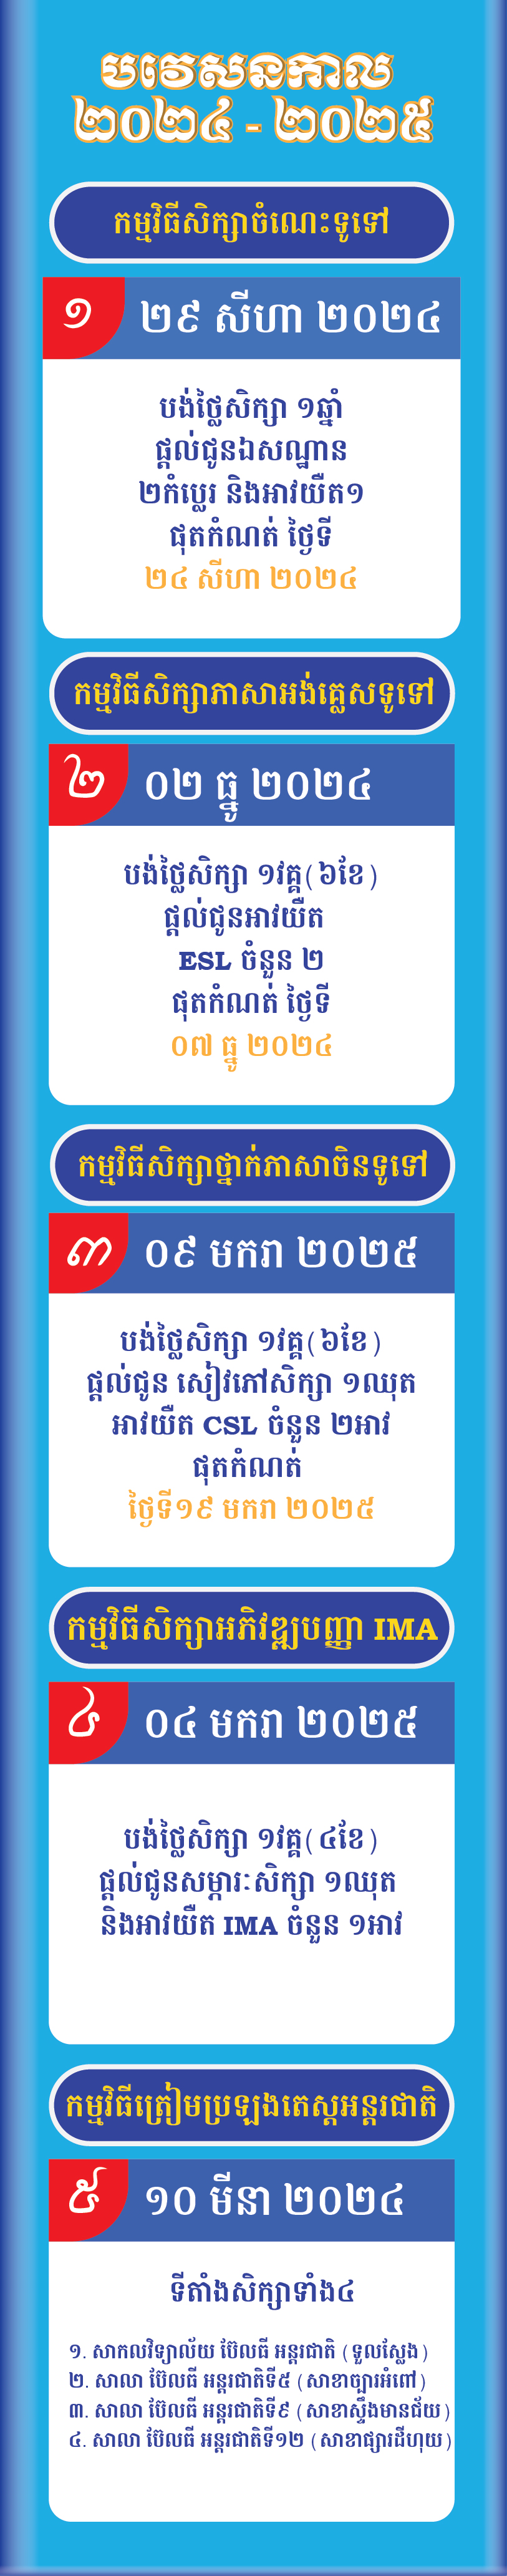 បវេសនកាល
២០២៤ - ២០២៥
កម្មវិធីសិក្សាចំណេះទូទៅ
១
២៩ សីហា ២០២៤
បង់ថ្លៃសិក្សា ១ឆ្នាំ
ផ្តល់ជូនឯសណ្ឋាន
២កំប្លេរ និងអាវយឺត១
ផុតកំណត់ ថ្ងៃទី
២៤ សីហា ២០២៤
កម្មវិធីសិក្សាភាសាអង់គ្លេសទូទៅ
២
០២ ធ្នូ ២០២៤
បង់ថ្លៃសិក្សា ១វគ្គ(៦ខែ)
ផ្តល់ជូនអាវយឺត
ESL ចំនួន ២
ផុតកំណត់ ថ្ងៃទី
០៧ ធ្នូ ២០២៤
កម្មវិធីសិក្សាថ្នាក់ភាសាចិនទូទៅ
៣
០៩ មករា ២០២៥
បង់ថ្លៃសិក្សា ១វគ្គ(៦ខែ)
ផ្តល់ជូន សៀវភៅសិក្សា ១ឈុត
អាវយឺត CSL ចំនួន ២អាវ
ផុតកំណត់
ថ្ងៃទី១៩ មករា ២០២៥
កម្មវិធីសិក្សាអភិវឌ្ឍបញ្ញា IMA
៤
០៤ មករា ២០២៥
បង់ថ្លៃសិក្សា ១វគ្គ(៤ខែ)
ផ្តល់ជូនសម្ភារៈសិក្សា ១ឈុត
និងអាវយឺត IMA ចំនួន ១អាវ
កម្មវិធីត្រៀមប្រឡងតេស្តអន្តរជាតិ
៥
១០ មីនា ២០២៤
ទីតាំងសិក្សាទាំង៤
១. សាកលវិទ្យាល័យ ប៊ែលធី អន្តរជាតិ (ទួលស្លែង)
២. សាលា ប៊ែលធី អន្តរជាតិទី៥ (សាខាច្បារអំពៅ)
៣. សាលា ប៊ែលធី អន្តរជាតិទី៩ (សាខាស្ទឹងមានជ័យ)
៤. សាលា ប៊ែលធី អន្តរជាតិទី១២ (សាខាផ្សារដីហុយ)